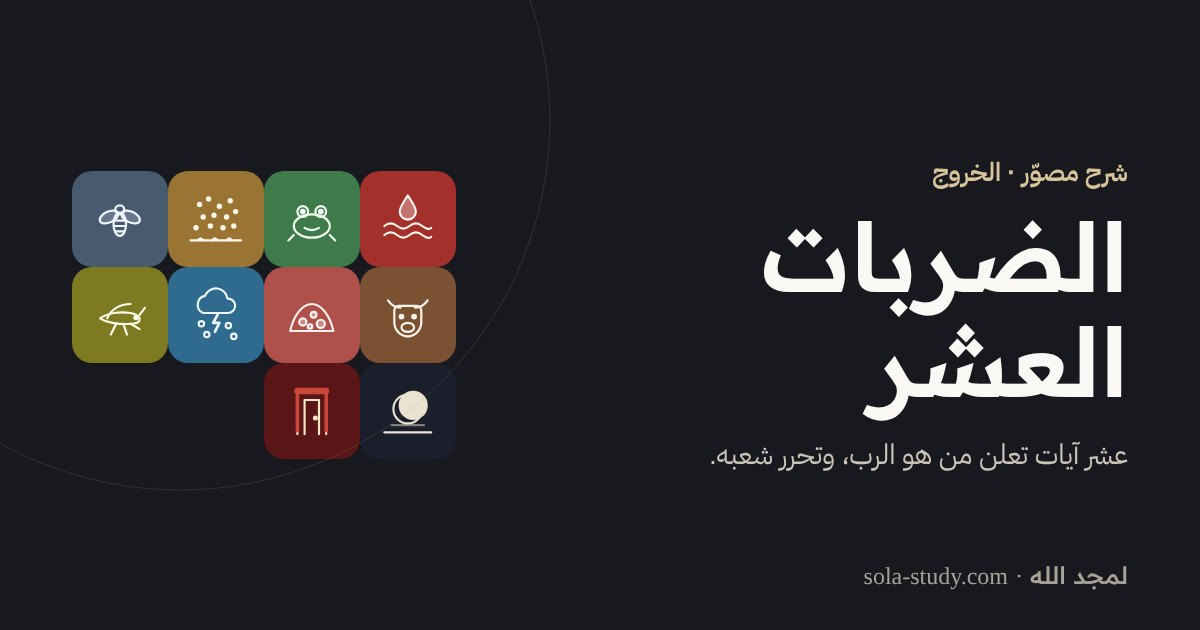 شرح مصوّر · الخروج
الضربات
العشر
عشر آيات تعلن من هو الرب، وتحرر شعبه.
لمجد الله · sola-study.com